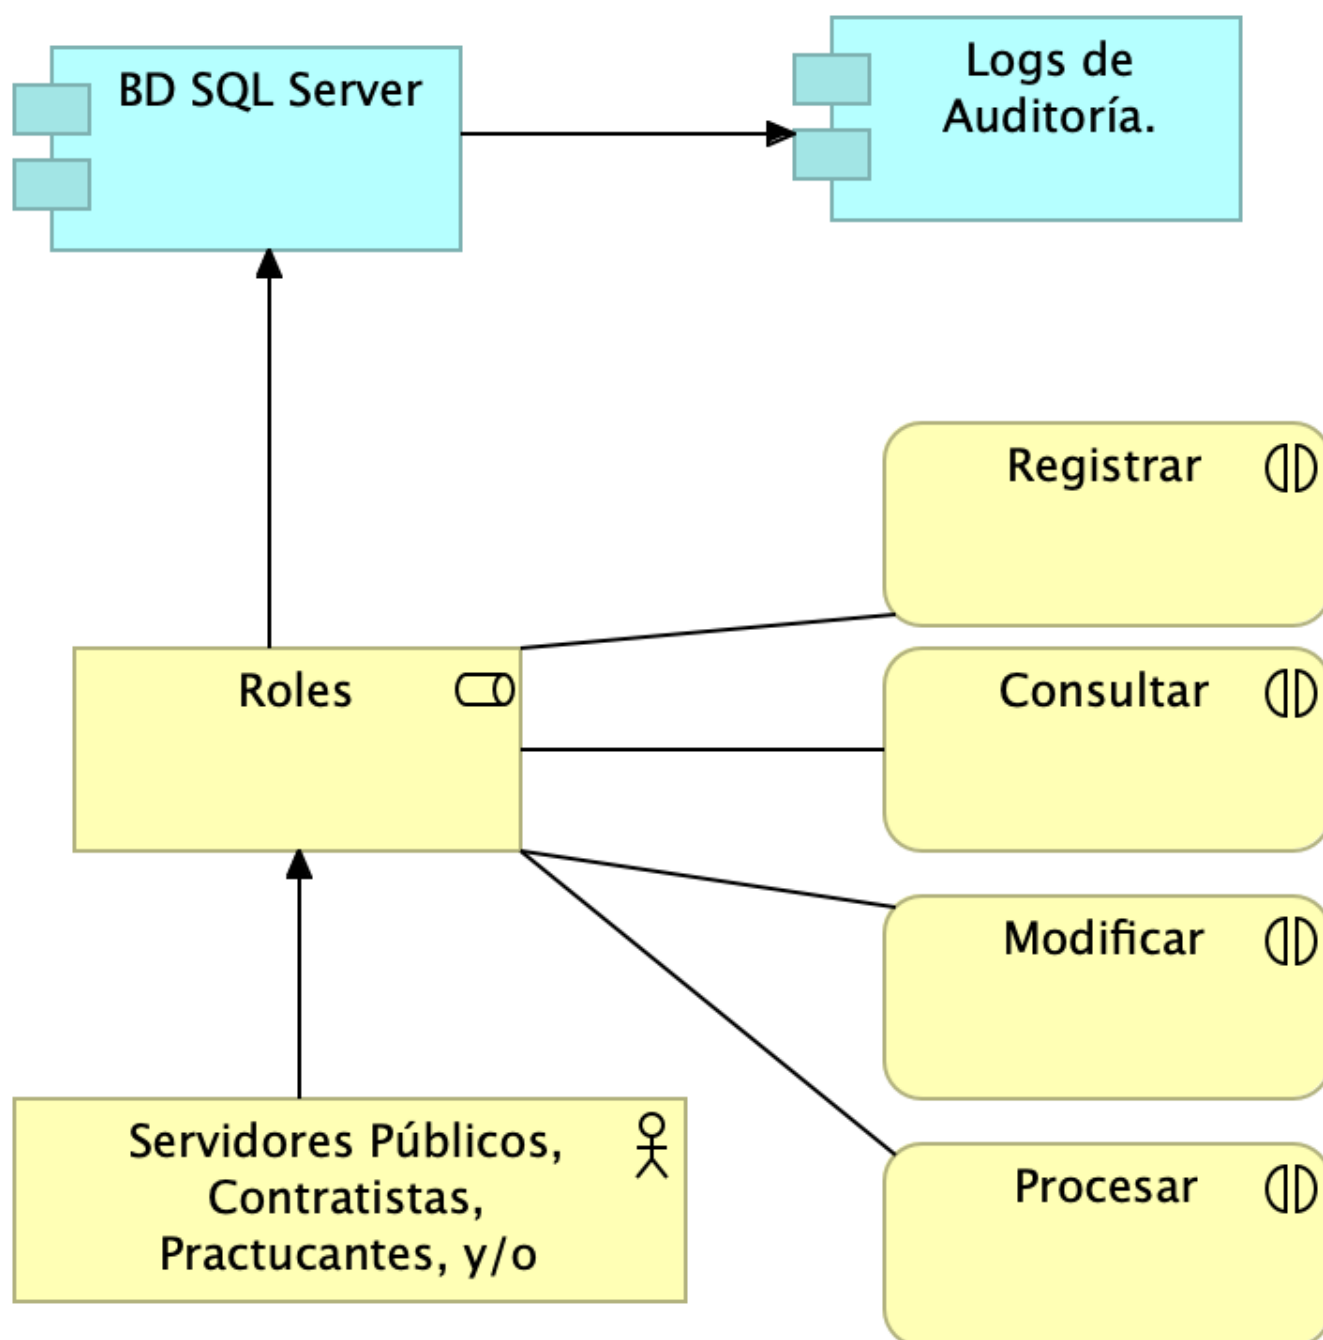 BD SQL Server
Logs de
Auditoría.
Registrar
Roles
Consultar
Modificar
Servidores Públicos,
Contratistas,
Practucantes, y/o
Procesar